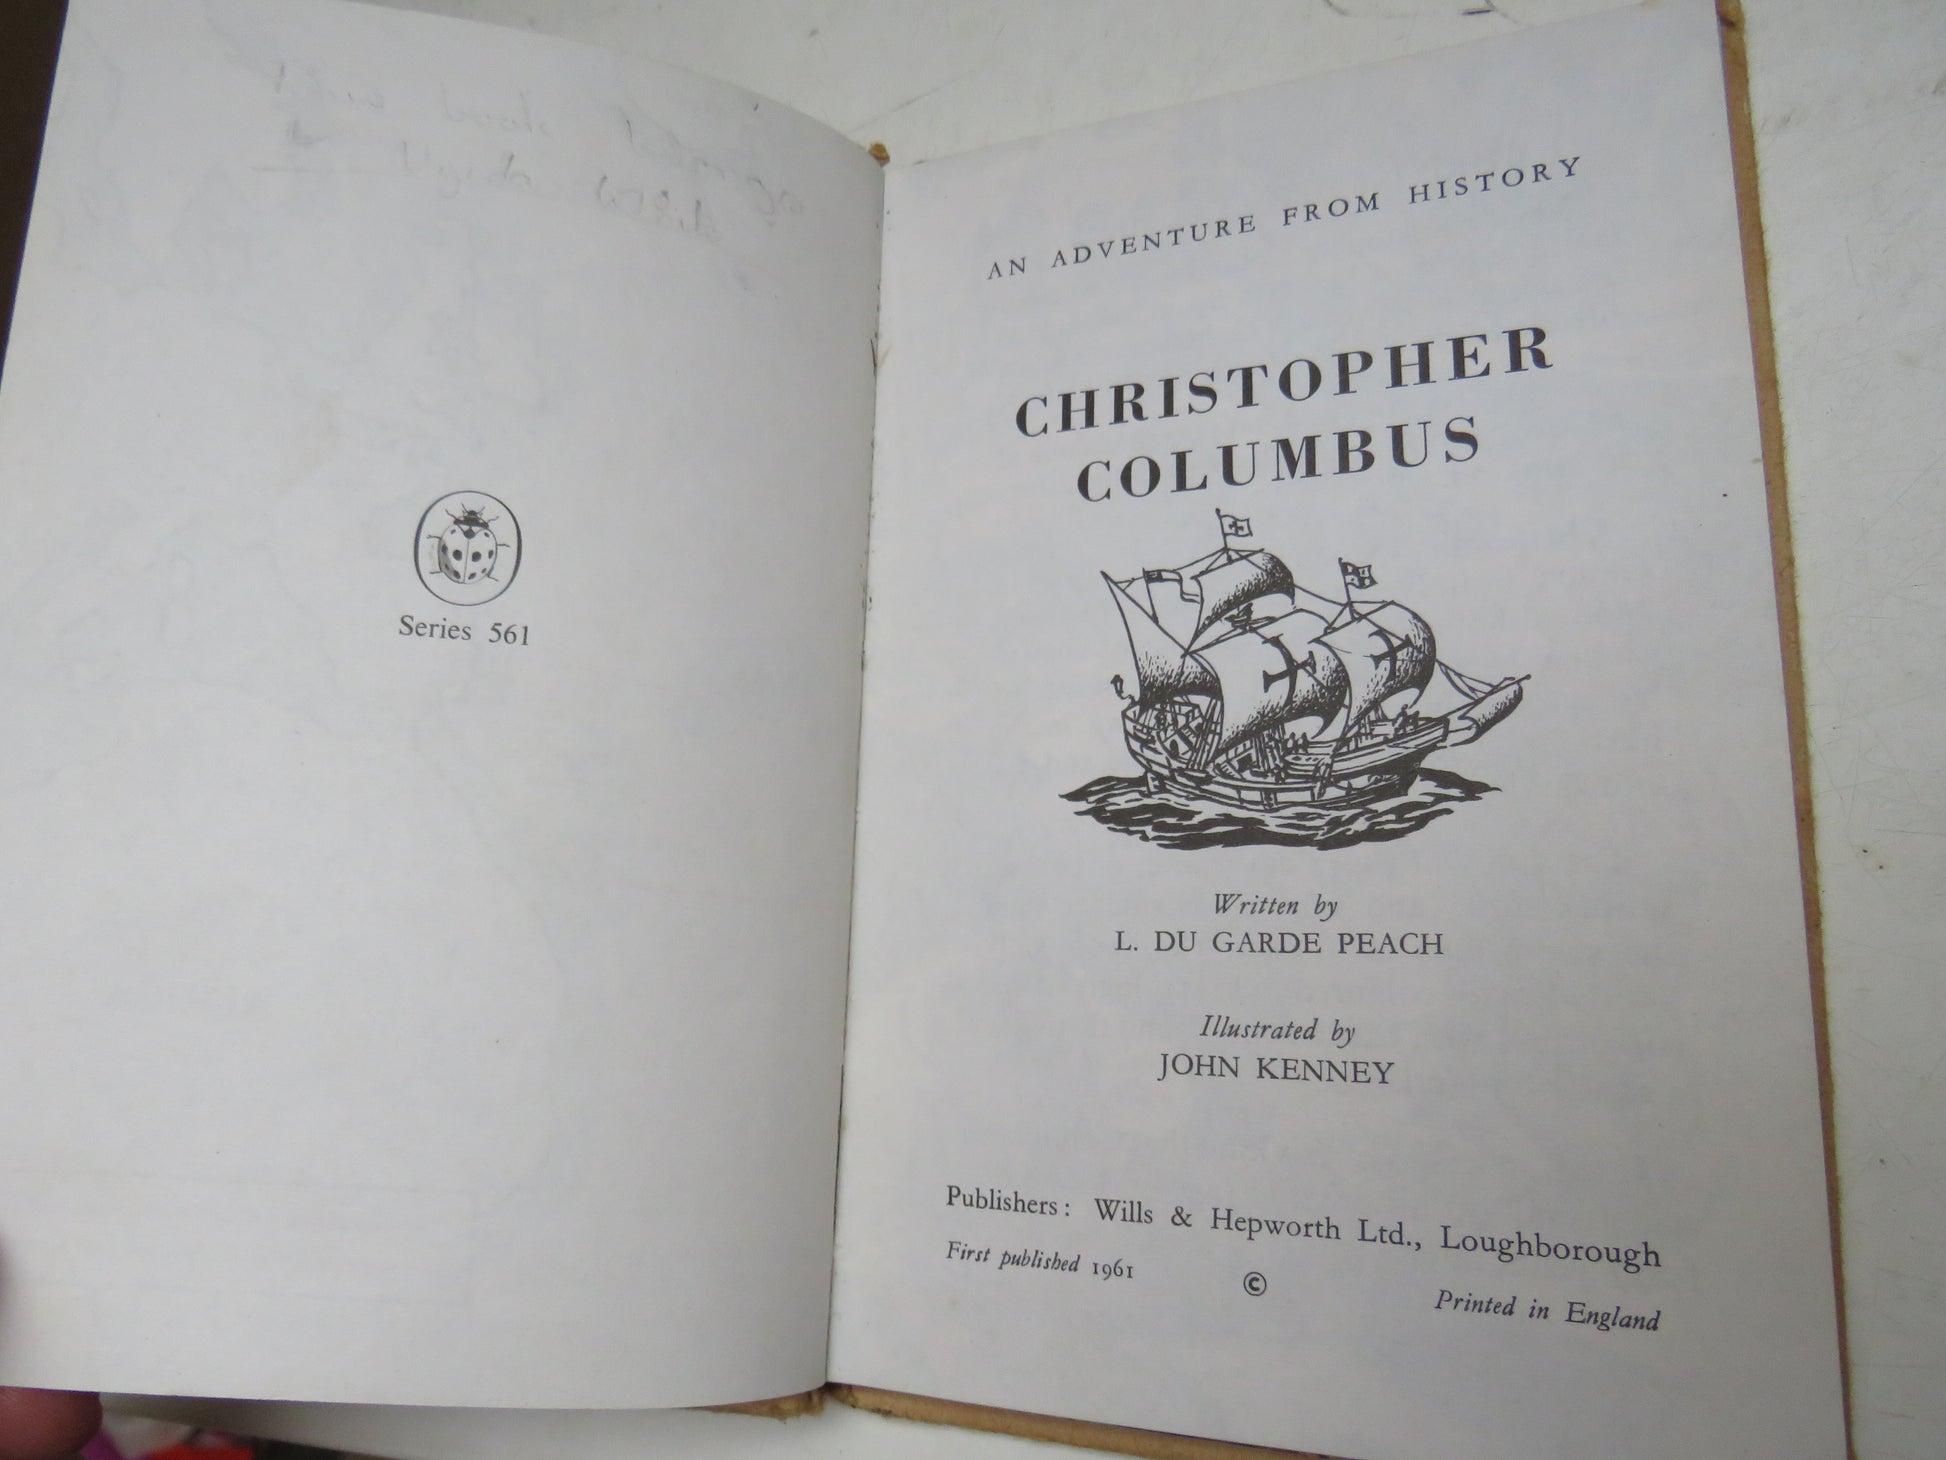 Series 561
AN ADVENTURE FROM HISTORY
CHRISTOPHER
COLUMBUS
Written by
L. DU GARDE PEACH
Illustrated by
JOHN KENNEY
Publishers: Wills & Hepworth Ltd., Loughborough
First published 1961 © Printed in England